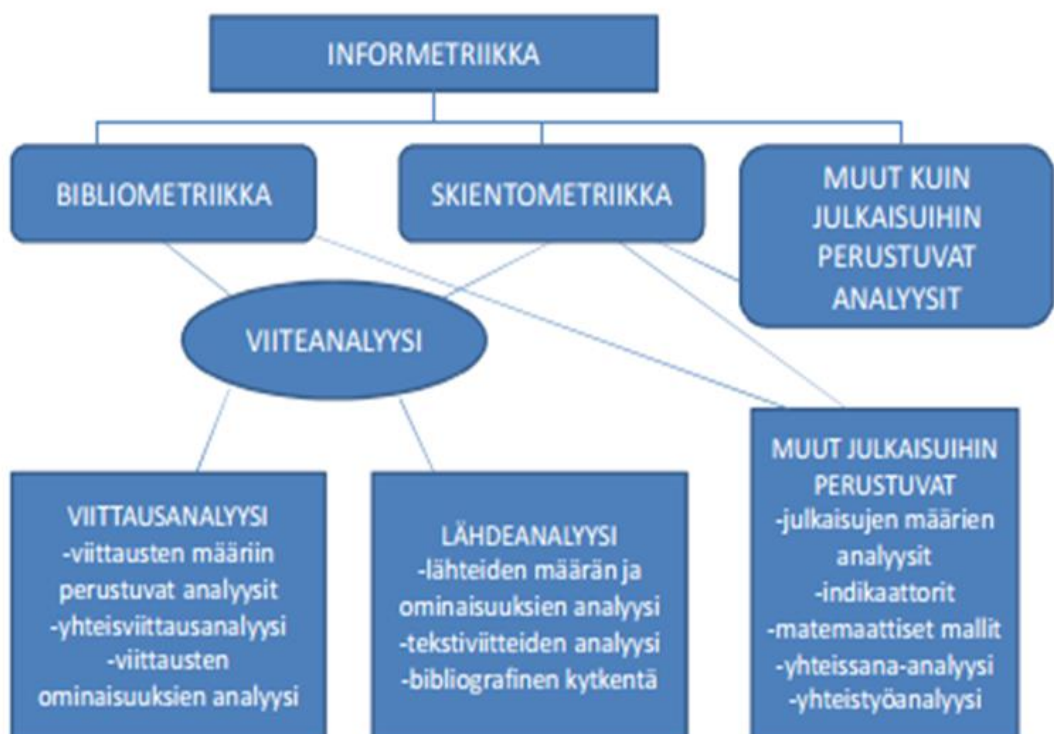 INFORMETRIIKKA
BIBLIOMETRIIKKA
SKIENTOMETRIIKKA
MUUT KUIN
JULKAISUIHIN
PERUSTUVAT
ANALYYSIT
VIITEANALYYSI
VIITTAUSANALYYSI
-viittausten määriin
perustuvat analyysit
-yhteisviittausanalyysi
-viittausten
ominaisuuksien analyysi
LÄHDEANALYYSI
-lähteiden määrän ja
ominaisuuksien analyysi
-tekstiviitteiden analyysi
-bibliografinen kytkentä
MUUT JULKAISUIHIN
PERUSTUVAT
-julkaisujen määrien
analyysit
-indikaattorit
-matemaattiset mallit
-yhteissana-analyysi
-yhteistyöanalyysi